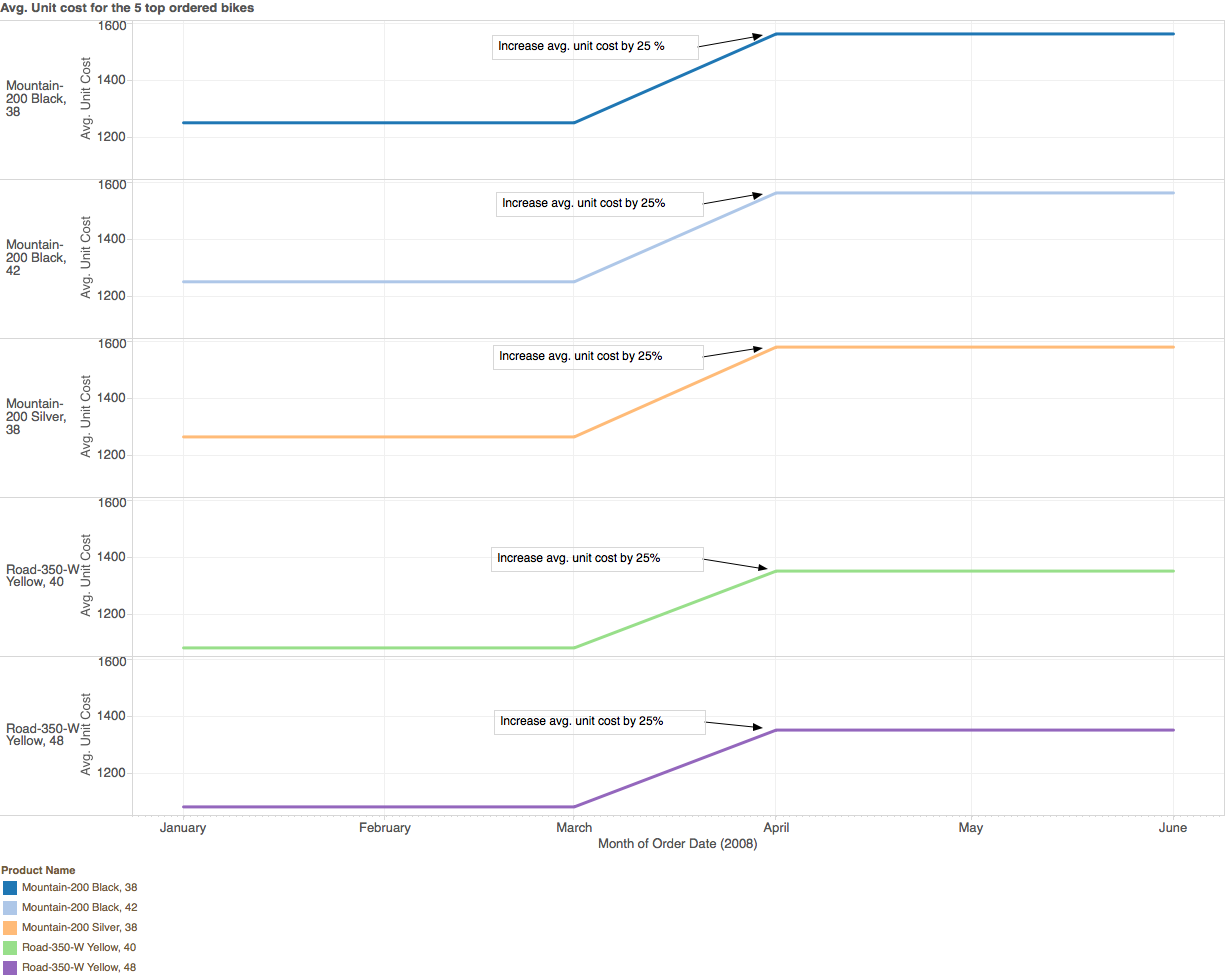 Avg. Unit cost for the 5 top ordered bikes
Mountain-
200 Black,
38
Avg. Unit Cost
1600
1400
1200
Increase avg. unit cost by 25 %
Mountain-
200 Black,
42
Avg. Unit Cost
1600
1400
1200
Increase avg. unit cost by 25%
Mountain-
200 Silver,
38
Avg. Unit Cost
1600
1400
1200
Increase avg. unit cost by 25%
Road-350-W
Yellow, 40
Avg. Unit Cost
1600
1400
1200
Increase avg. unit cost by 25%
Road-350-W
Yellow, 48
Avg. Unit Cost
1600
1400
1200
Increase avg. unit cost by 25%
January February March April May June
Month of Order Date (2008)
Product Name
Mountain-200 Black, 38
Mountain-200 Black, 42
Mountain-200 Silver, 38
Road-350-W Yellow, 40
Road-350-W Yellow, 48